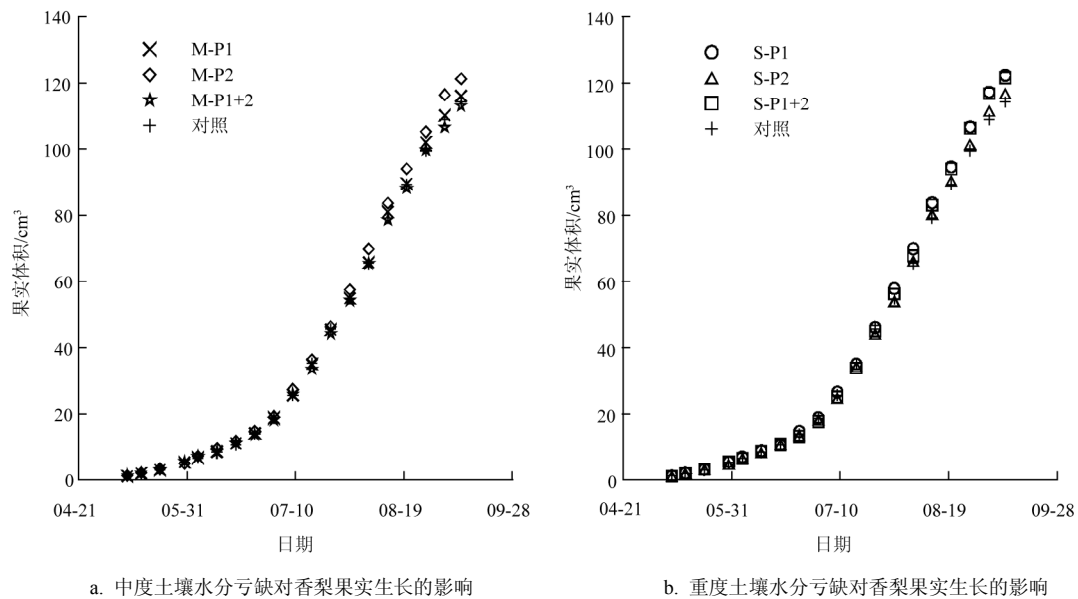 140
120
100
80
60
40
20
0
果实体积/cm³
M-P1
M-P2
M-P1+2
对照
04-21 05-31 07-10 08-19 09-28
日期
a. 中度土壤水分亏缺对香梨果实生长的影响
140
120
100
80
60
40
20
0
果实体积/cm³
S-P1
S-P2
S-P1+2
对照
04-21 05-31 07-10 08-19 09-28
日期
b. 重度土壤水分亏缺对香梨果实生长的影响